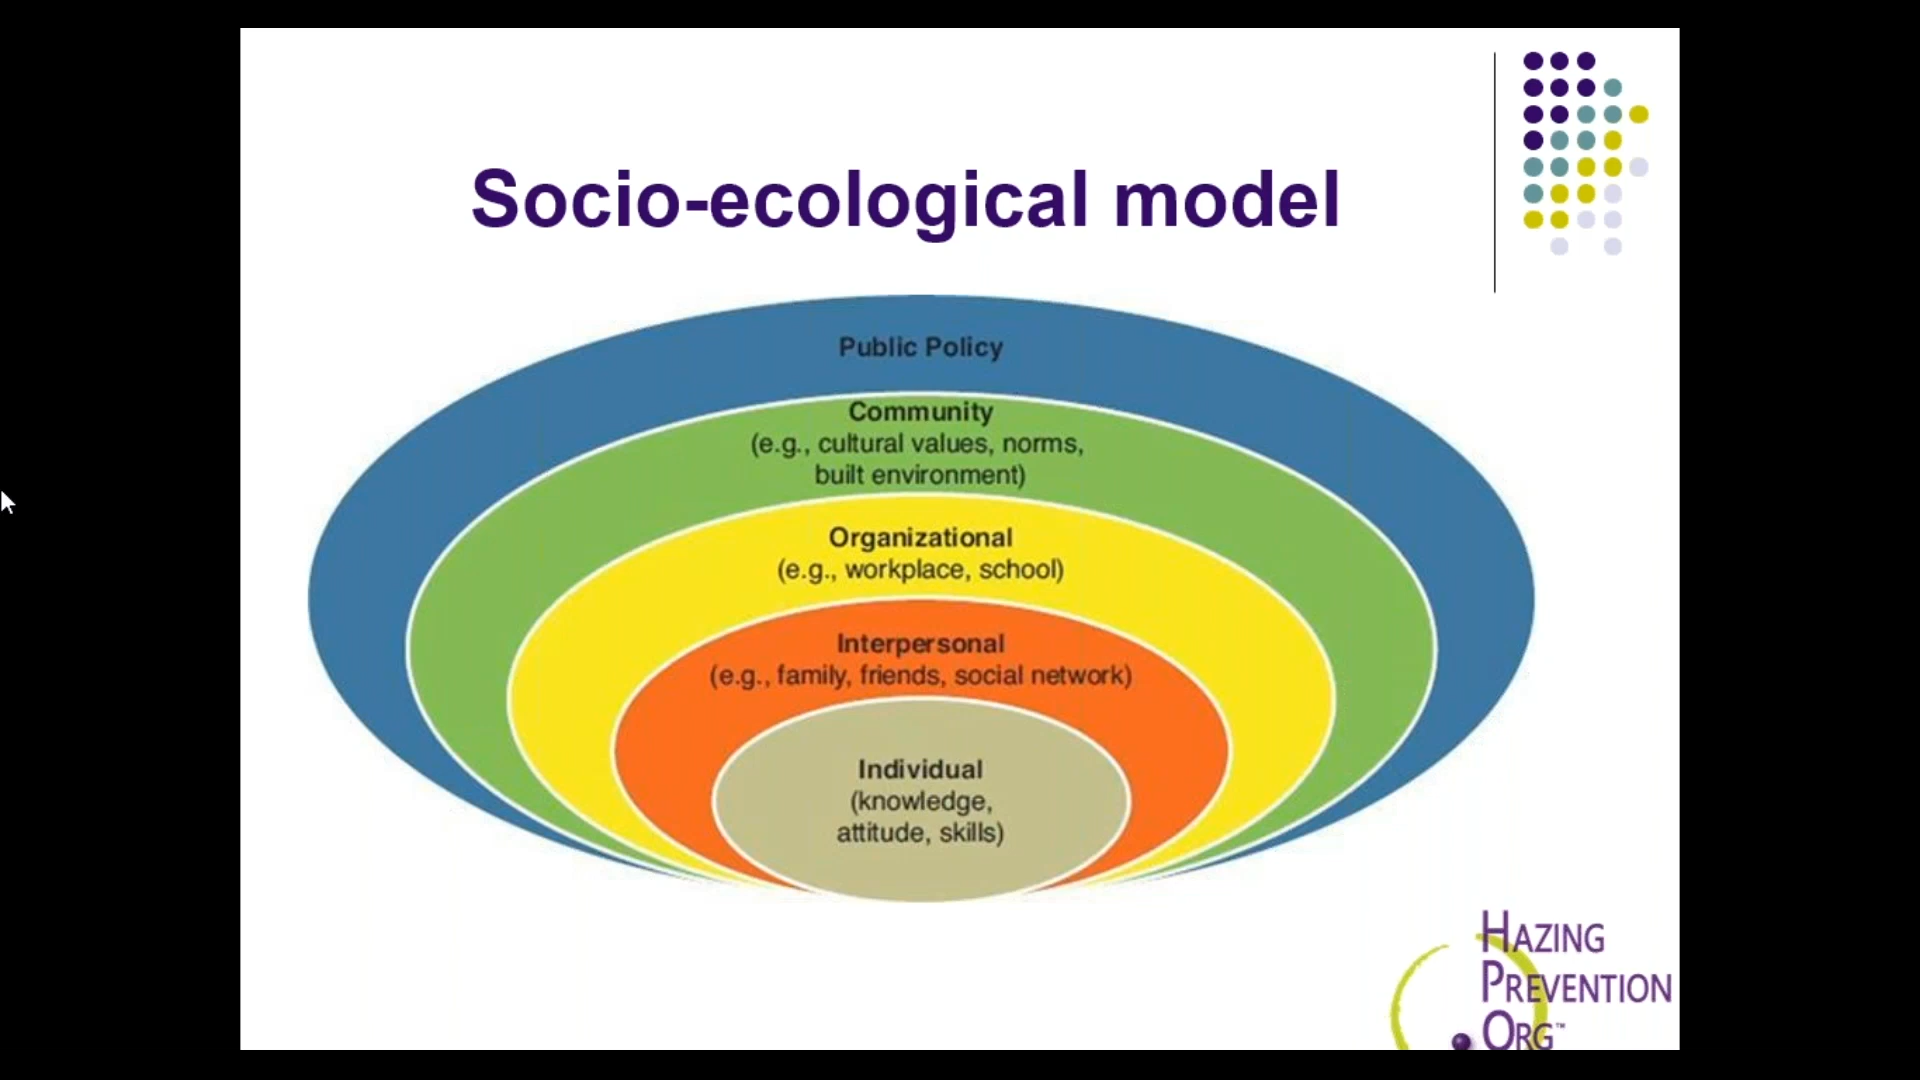 Socio-ecological model
Public Policy
Community
(e.g., cultural values, norms,
built environment)
Organizational
(e.g., workplace, school)
Interpersonal
(e.g., family, friends, social network)
Individual
(knowledge,
attitude, skills)
HAZING
PREVENTION
ORG™